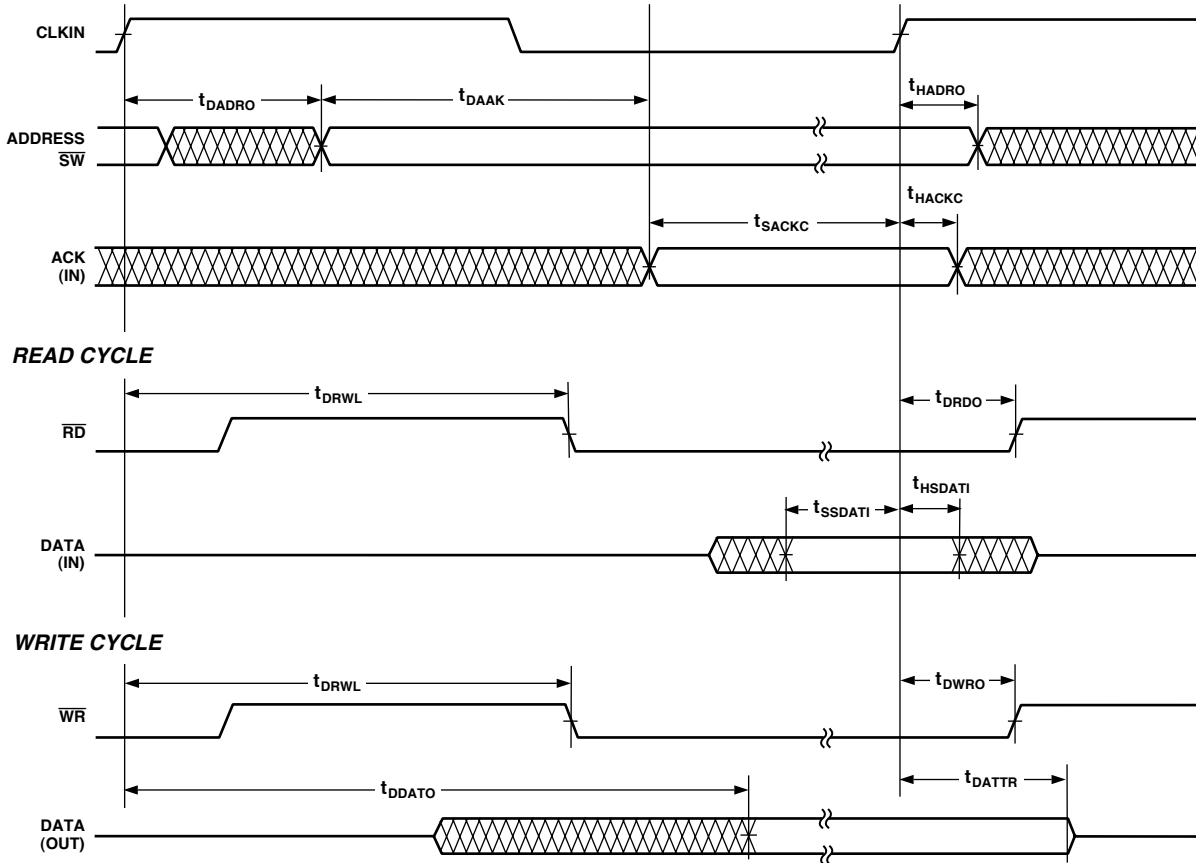 CLKIN
tDADRO
tDAAK
tHADRO
ADDRESS
SW
tHACKC
tSACKC
ACK
(IN)
READ CYCLE
tDRWL
tDRDO
RD
tHSDATI
tSSDATI
DATA
(IN)
WRITE CYCLE
tDRWL
tDWRO
WR
tDATTR
tDDATO
DATA
(OUT)